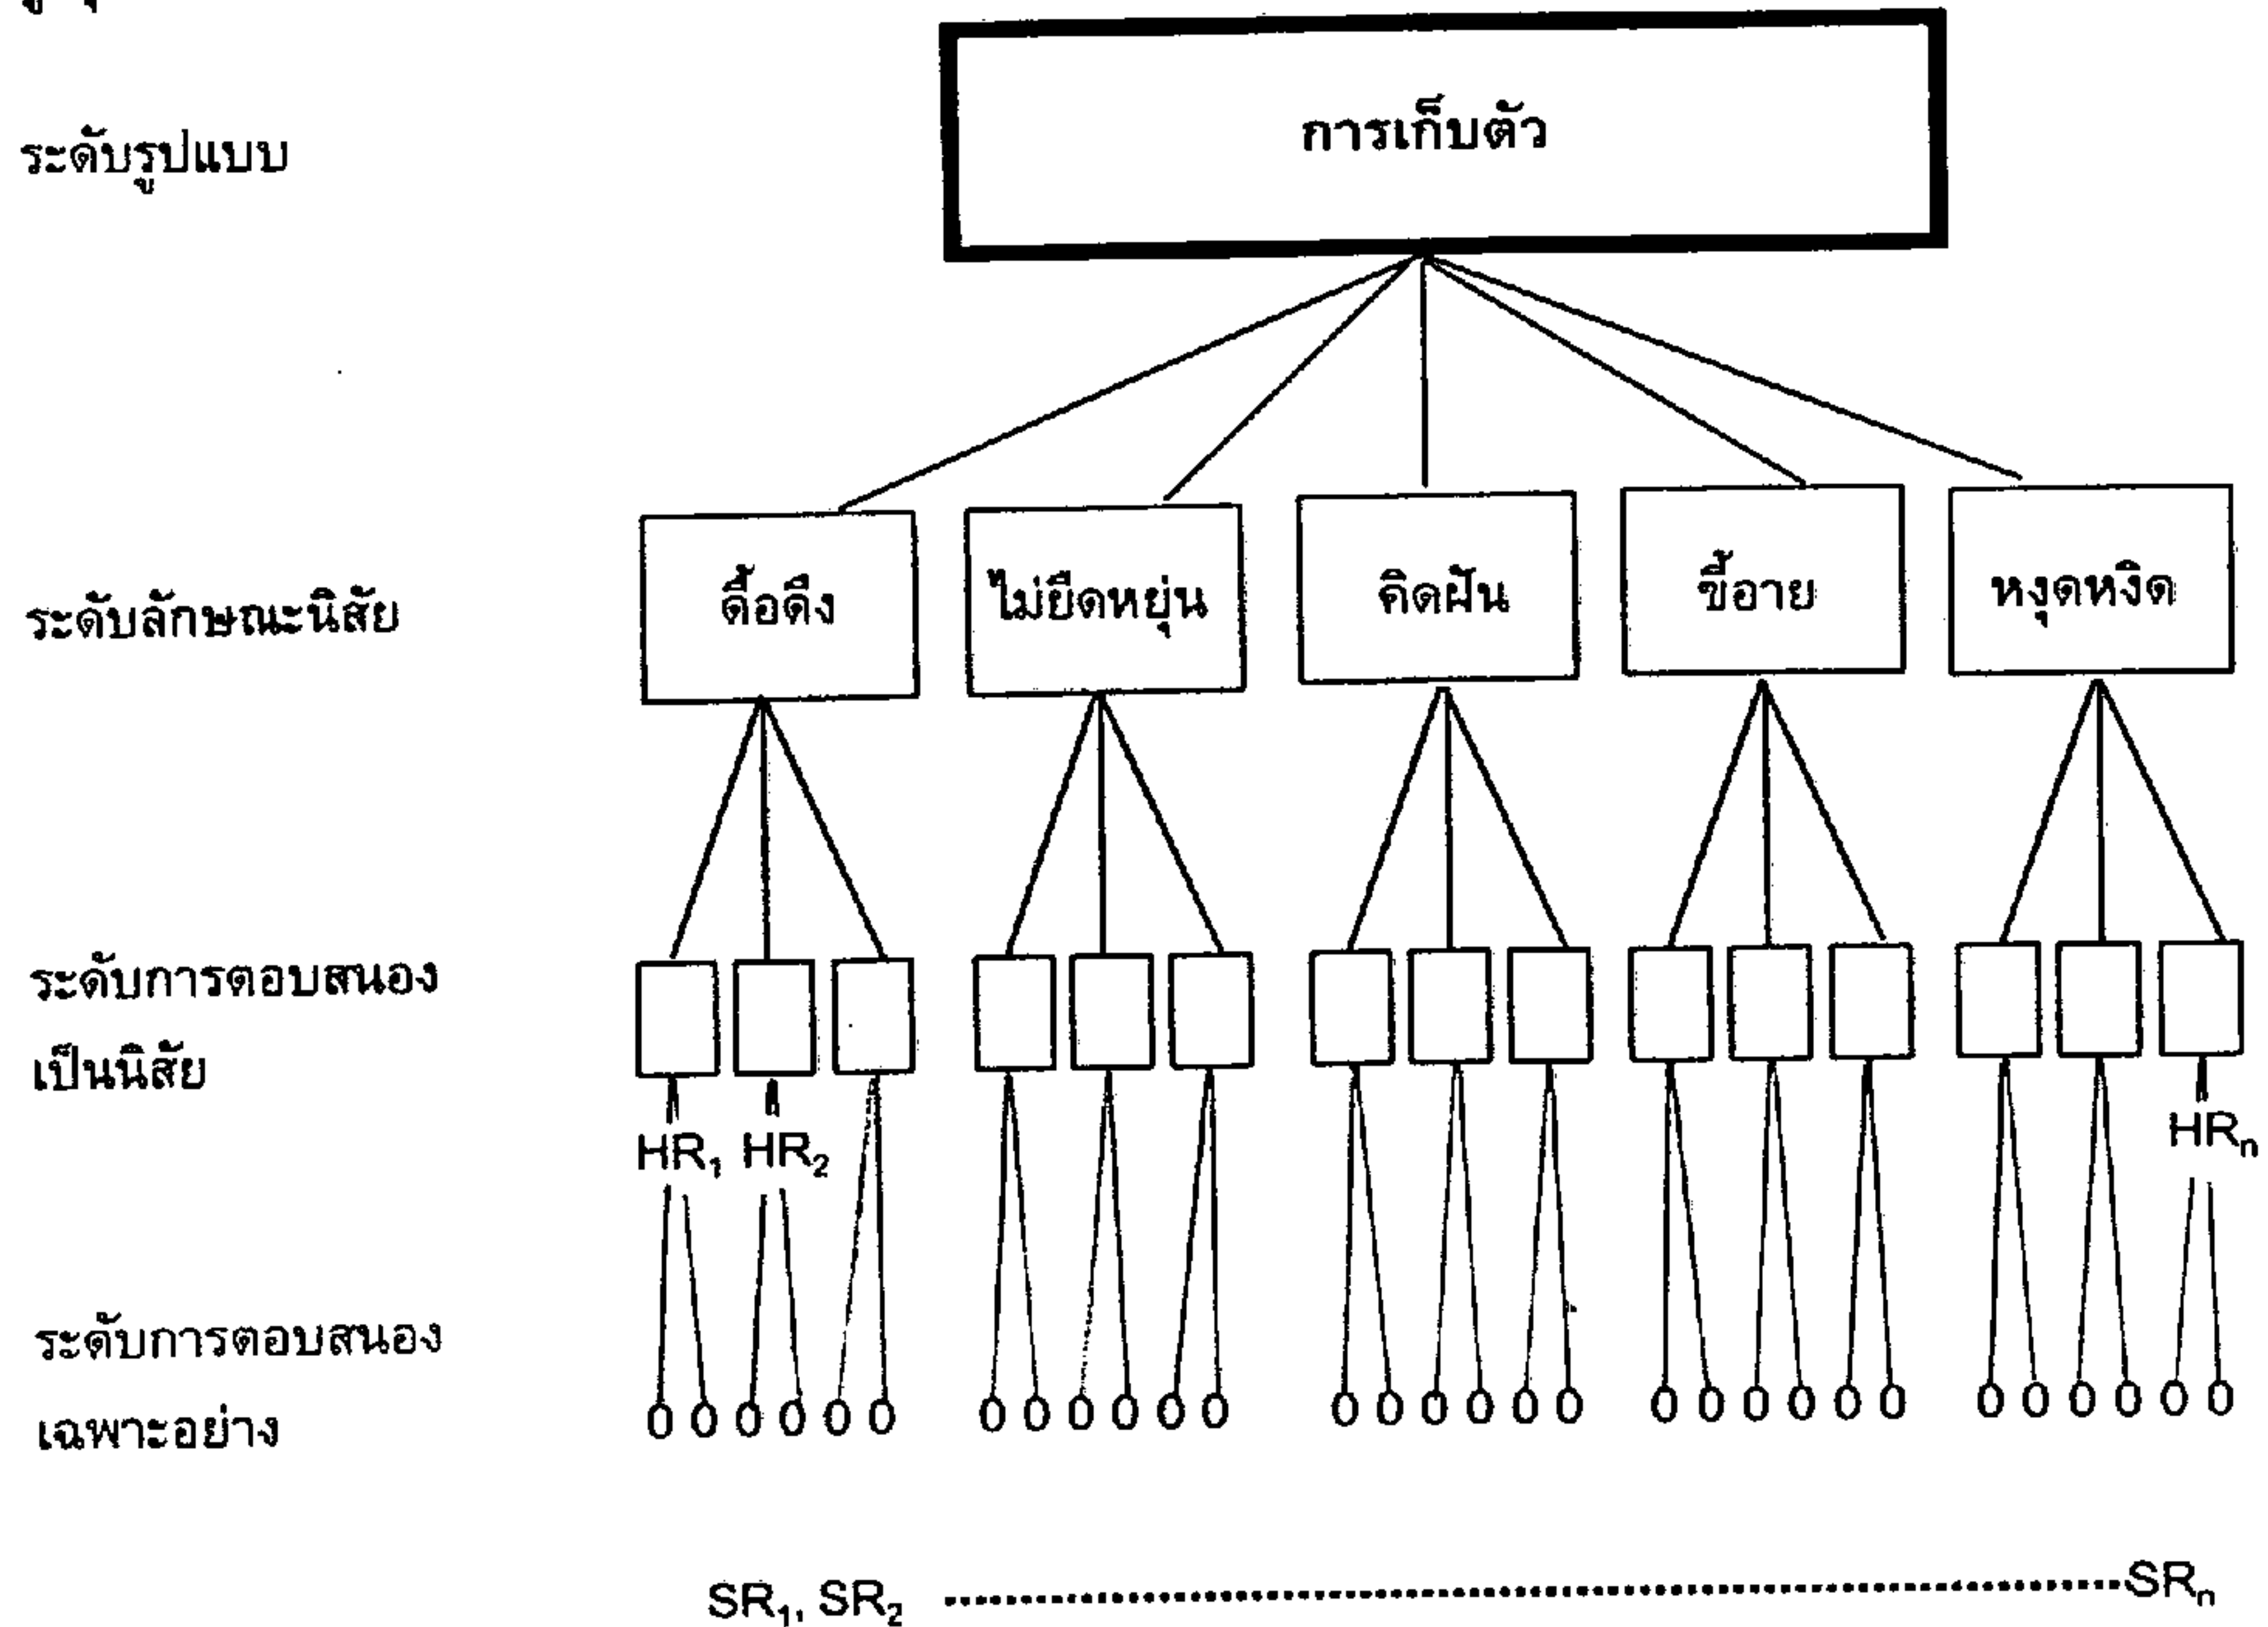 การเก็บตัว
ระดับรูปแบบ
ระดับลักษณะนิสัย
ดื้อดึง
ไม่ยืดหยุ่น
คิดฝัน
ขี้อาย
หงุดหงิด
ระดับการตอบสนอง
เป็นนิสัย
HR₁ HR₂
HRₙ
ระดับการตอบสนอง
เฉพาะอย่าง
SR₁, SR₂ ........................................ SRₙ